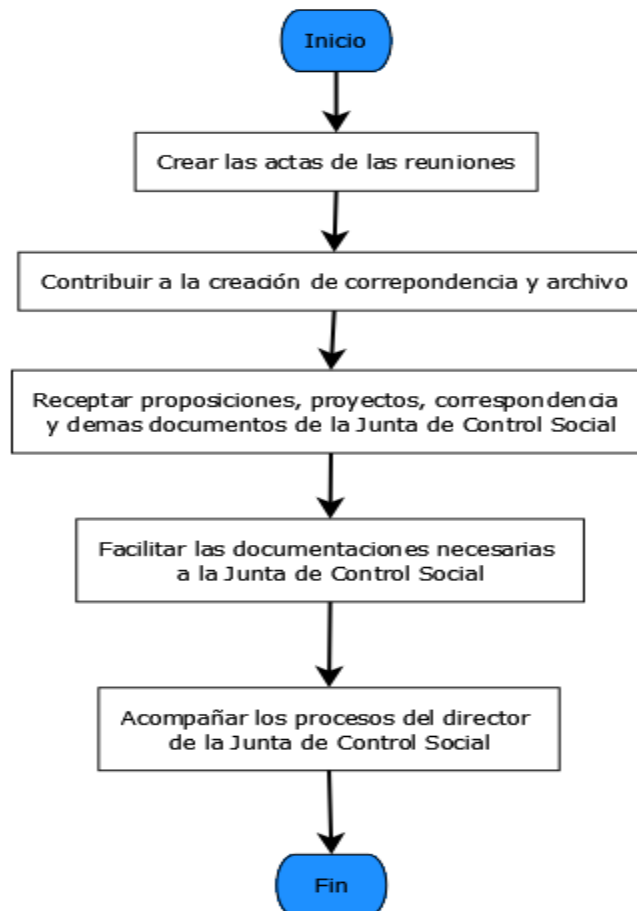 Inicio
Crear las actas de las reuniones
Contribuir a la creación de correpondencia y archivo
Receptar proposiciones, proyectos, correspondencia
y demas documentos de la Junta de Control Social
Facilitar las documentaciones necesarias
a la Junta de Control Social
Acompañar los procesos del director
de la Junta de Control Social
Fin